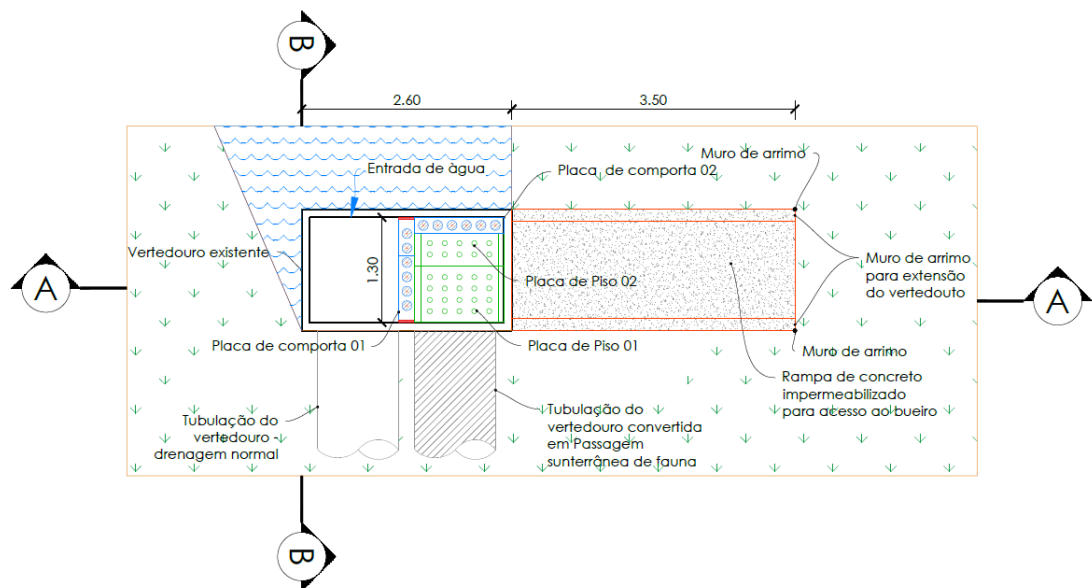 B
2.60
3.50
Muro de arrimo
Entrada de àgua
Placa de comporta 02
Vertedouro existente
1.30
Placa de Piso 02
Muro de arrimo
para extensão
do vertedouto
A
A
Placa de comporta 01
Placa de Piso 01
Muro de arrimo
Rampa de concreto
impermeabilizado
para acesso ao bueiro
Tubulação do
vertedouro -
drenagem normal
Tubulação do
vertedouro convertida
em Passagem
sunterrânea de fauna
B